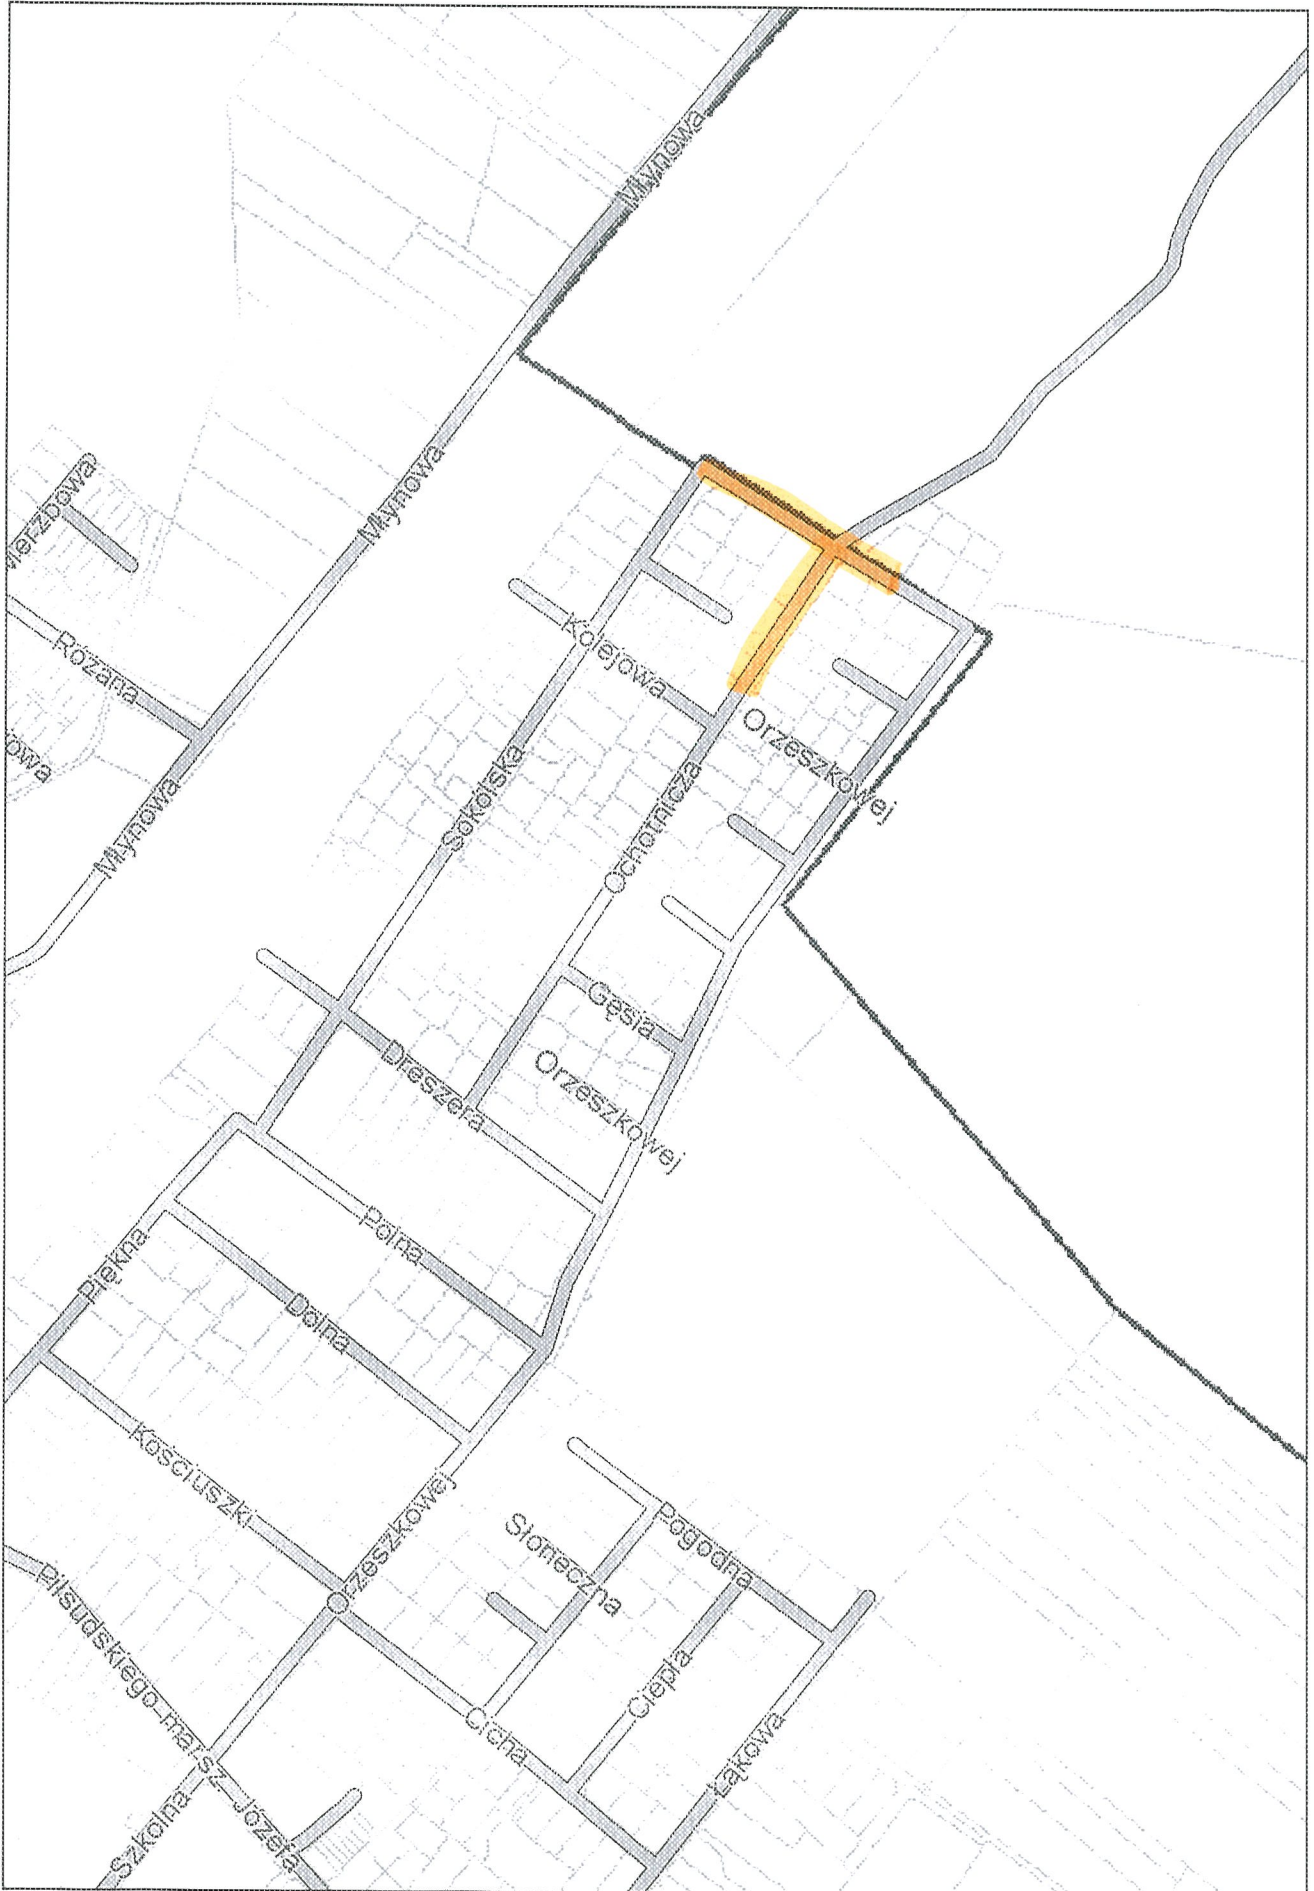 Młynowa
Młynowa
Różana
Młynowa
Kolejowa
Orzeszkowej
Sokolska
Ochotnicza
Gęsia
Orzeszkowej
Dreszera
Polna
Piękna
Dolna
Kościuszki
Orzeszkowej
Słoneczna
Pogodna
Piłsudskiego-marsz Józefa
Ciepła
Cicha
Łąkowa
Szkolna